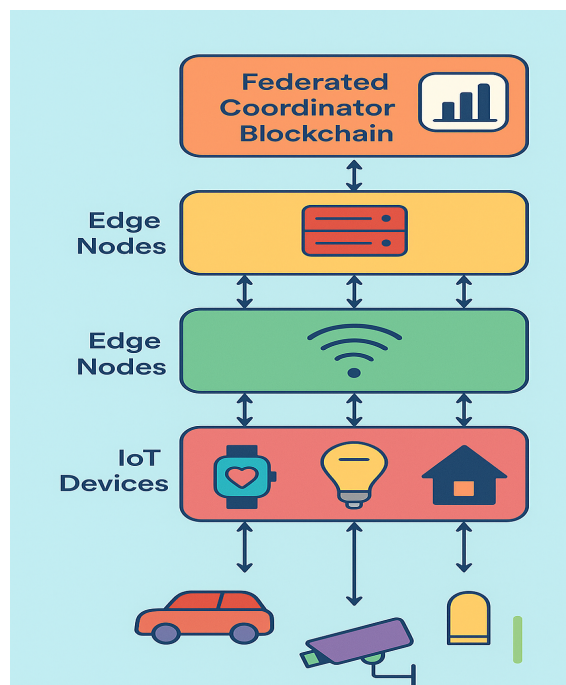 Federated
Coordinator
Blockchain
Edge
Nodes
Edge
Nodes
IoT
Devices